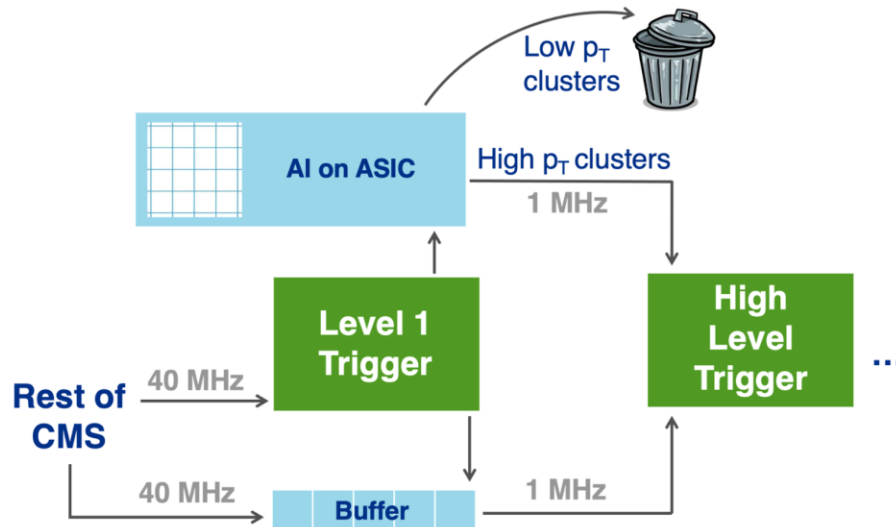 Low pT
clusters
AI on ASIC
High pT clusters
1 MHz
Level 1
Trigger
High
Level
Trigger
...
40 MHz
Rest of
CMS
40 MHz
Buffer
1 MHz